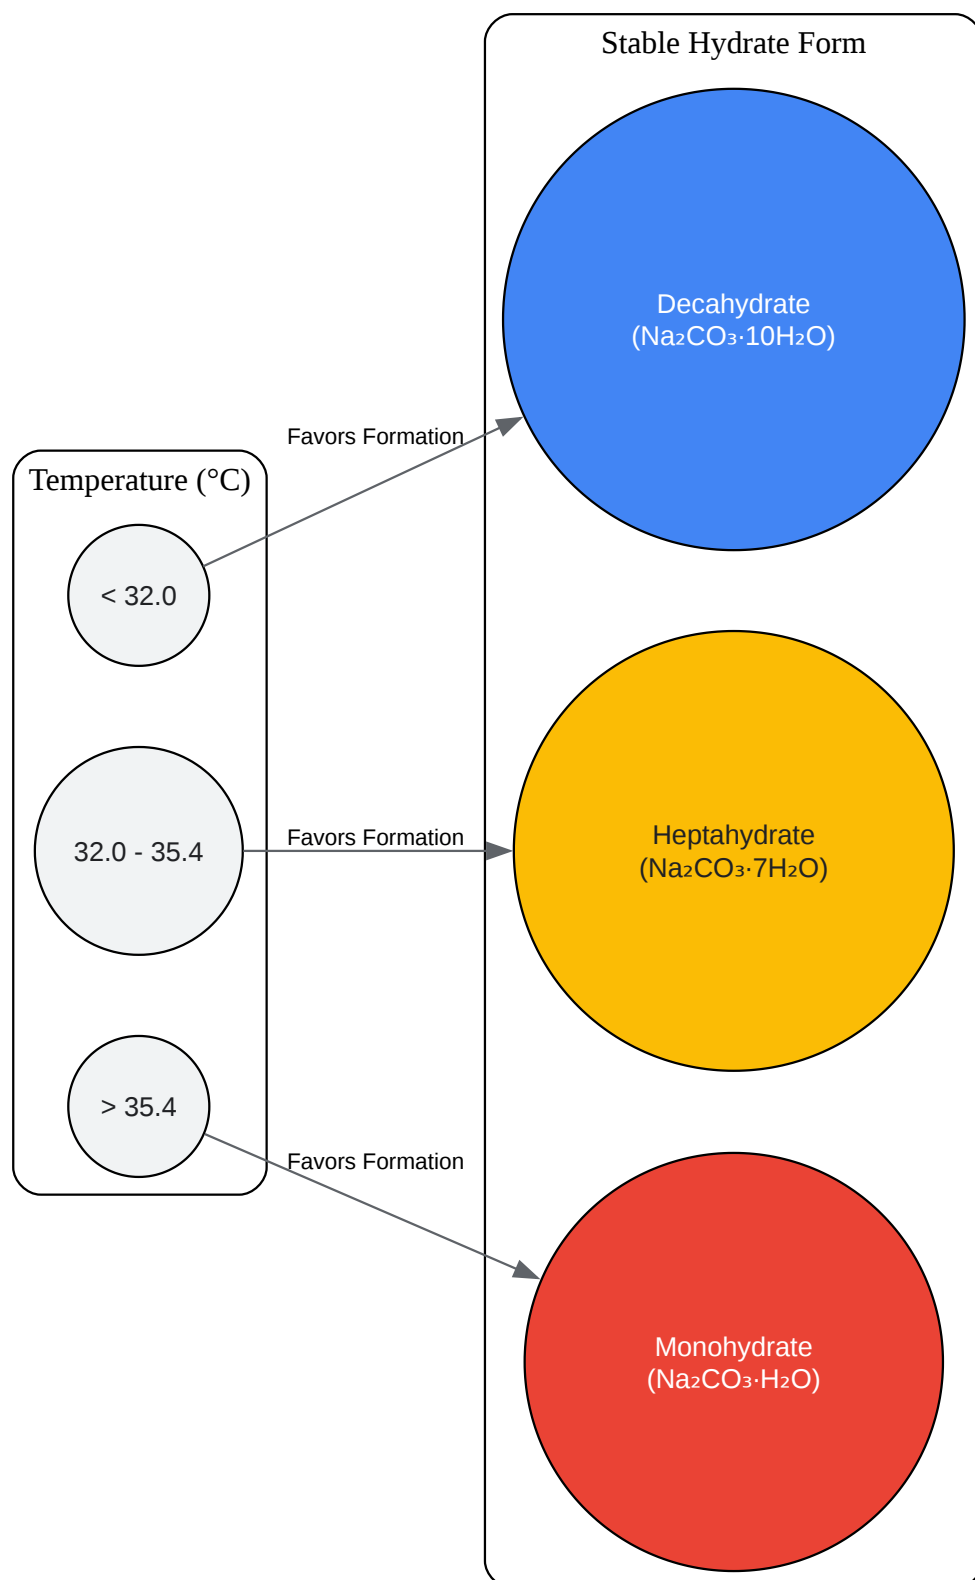 Stable Hydrate Form
Decahydrate
(Na₂CO₃·10H₂O)
Favors Formation
Temperature (°C)
< 32.0
32.0 - 35.4
Favors Formation
Heptahydrate
(Na₂CO₃·7H₂O)
> 35.4
Favors Formation
Monohydrate
(Na₂CO₃·H₂O)